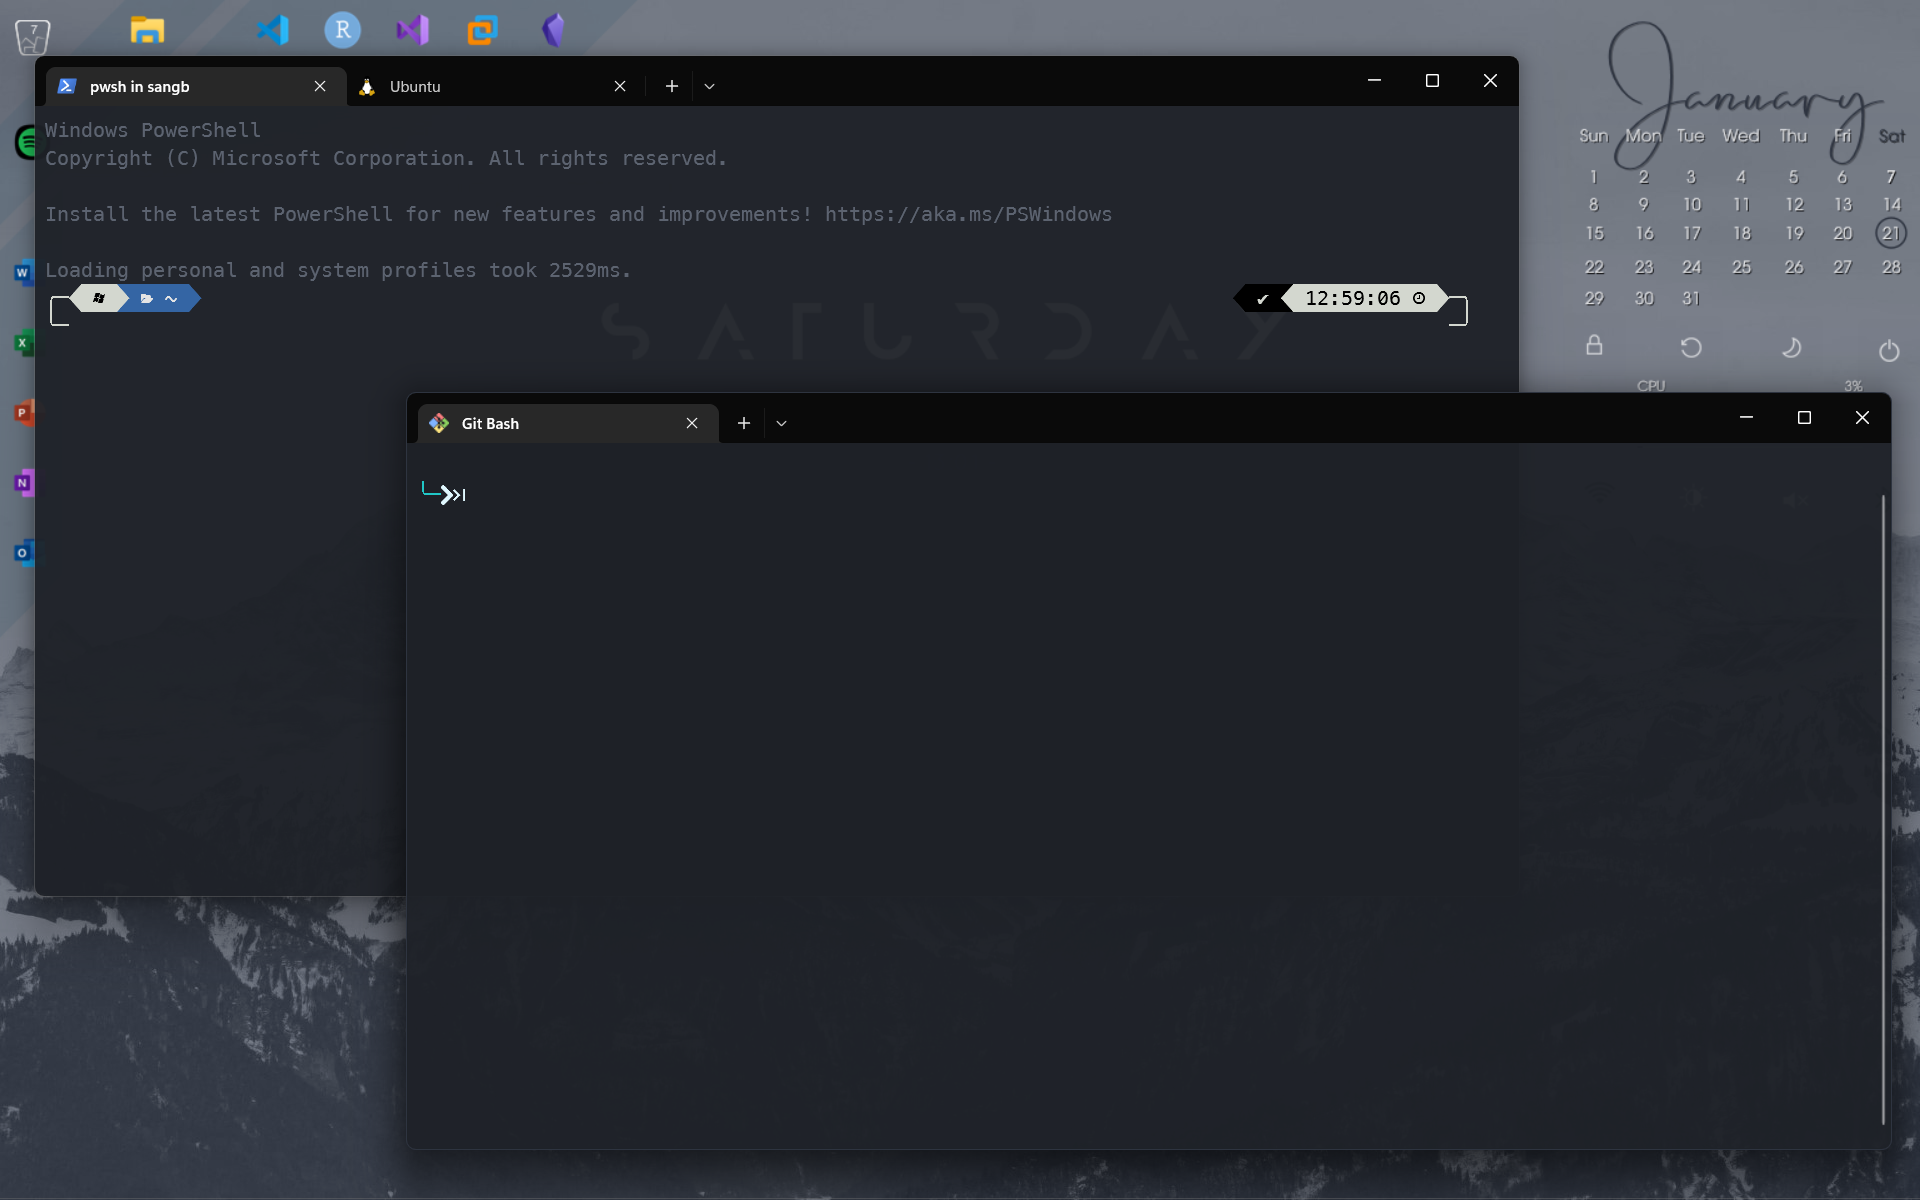 7
R
pwsh in sangb
Ubuntu
Windows PowerShell
Copyright (C) Microsoft Corporation. All rights reserved.
Install the latest PowerShell for new features and improvements! https://aka.ms/PSWindows
Loading personal and system profiles took 2529ms.
~
✔ 12:59:06
SATURDAY
January
Sun Mon Tue Wed Thu Fri Sat
1 2 3 4 5 6 7
8 9 10 11 12 13 14
15 16 17 18 19 20 21
22 23 24 25 26 27 28
29 30 31
CPU 3%
W
X
P
N
O
Git Bash